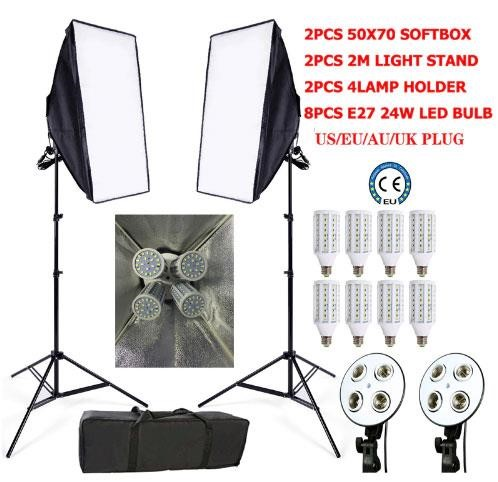 2PCS 50X70 SOFTBOX
2PCS 2M LIGHT STAND
2PCS 4LAMP HOLDER
8PCS E27 24W LED BULB
US/EU/AU/UK PLUG
CE
EU